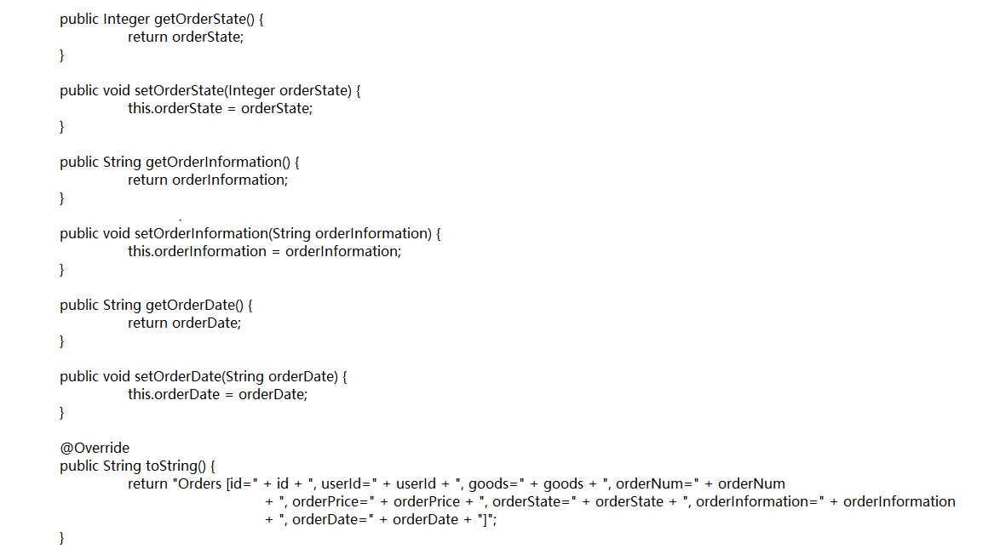 public Integer getOrderState() {
return orderState;
}
public void setOrderState(Integer orderState) {
this.orderState = orderState;
}
public String getOrderInformation() {
return orderInformation;
}
public void setOrderInformation(String orderInformation) {
this.orderInformation = orderInformation;
}
public String getOrderDate() {
return orderDate;
}
public void setOrderDate(String orderDate) {
this.orderDate = orderDate;
}
@Override
public String toString() {
return "Orders [id=" + id + ", userId=" + userId + ", goods=" + goods + ", orderNum=" + orderNum
+ ", orderPrice=" + orderPrice + ", orderState=" + orderState + ", orderInformation=" + orderInformation
+ ", orderDate=" + orderDate + "]";
}